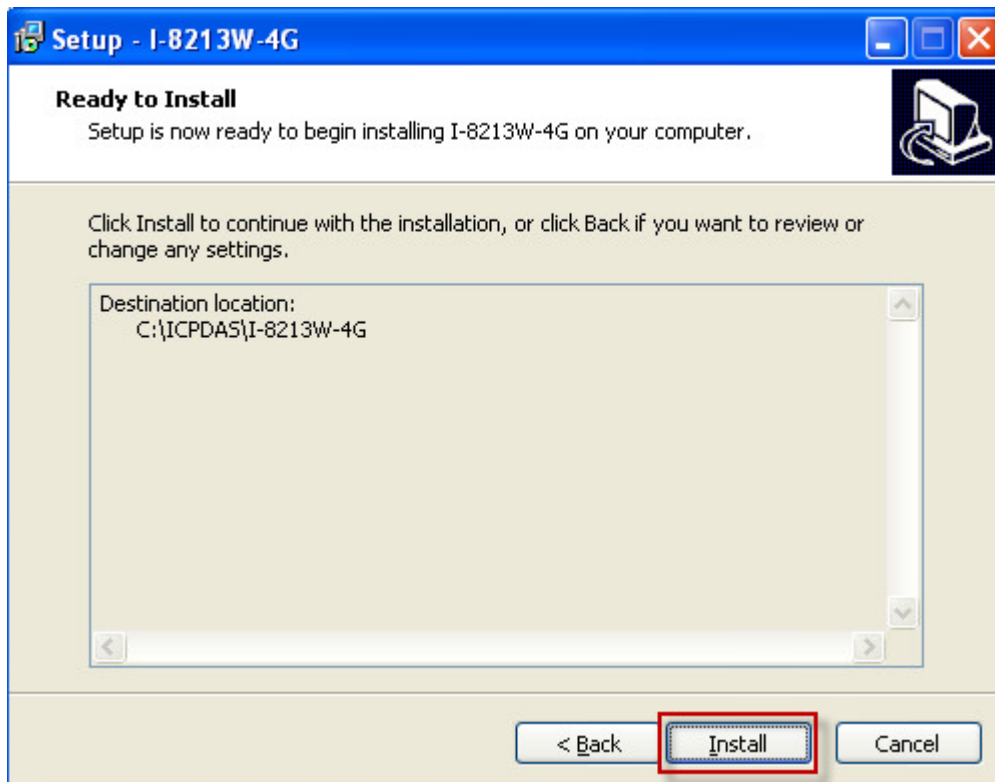 Setup - I-8213W-4G
Ready to Install
Setup is now ready to begin installing I-8213W-4G on your computer.
Click Install to continue with the installation, or click Back if you want to review or
change any settings.
Destination location:
C:\ICPDAS\I-8213W-4G
< Back
Install
Cancel